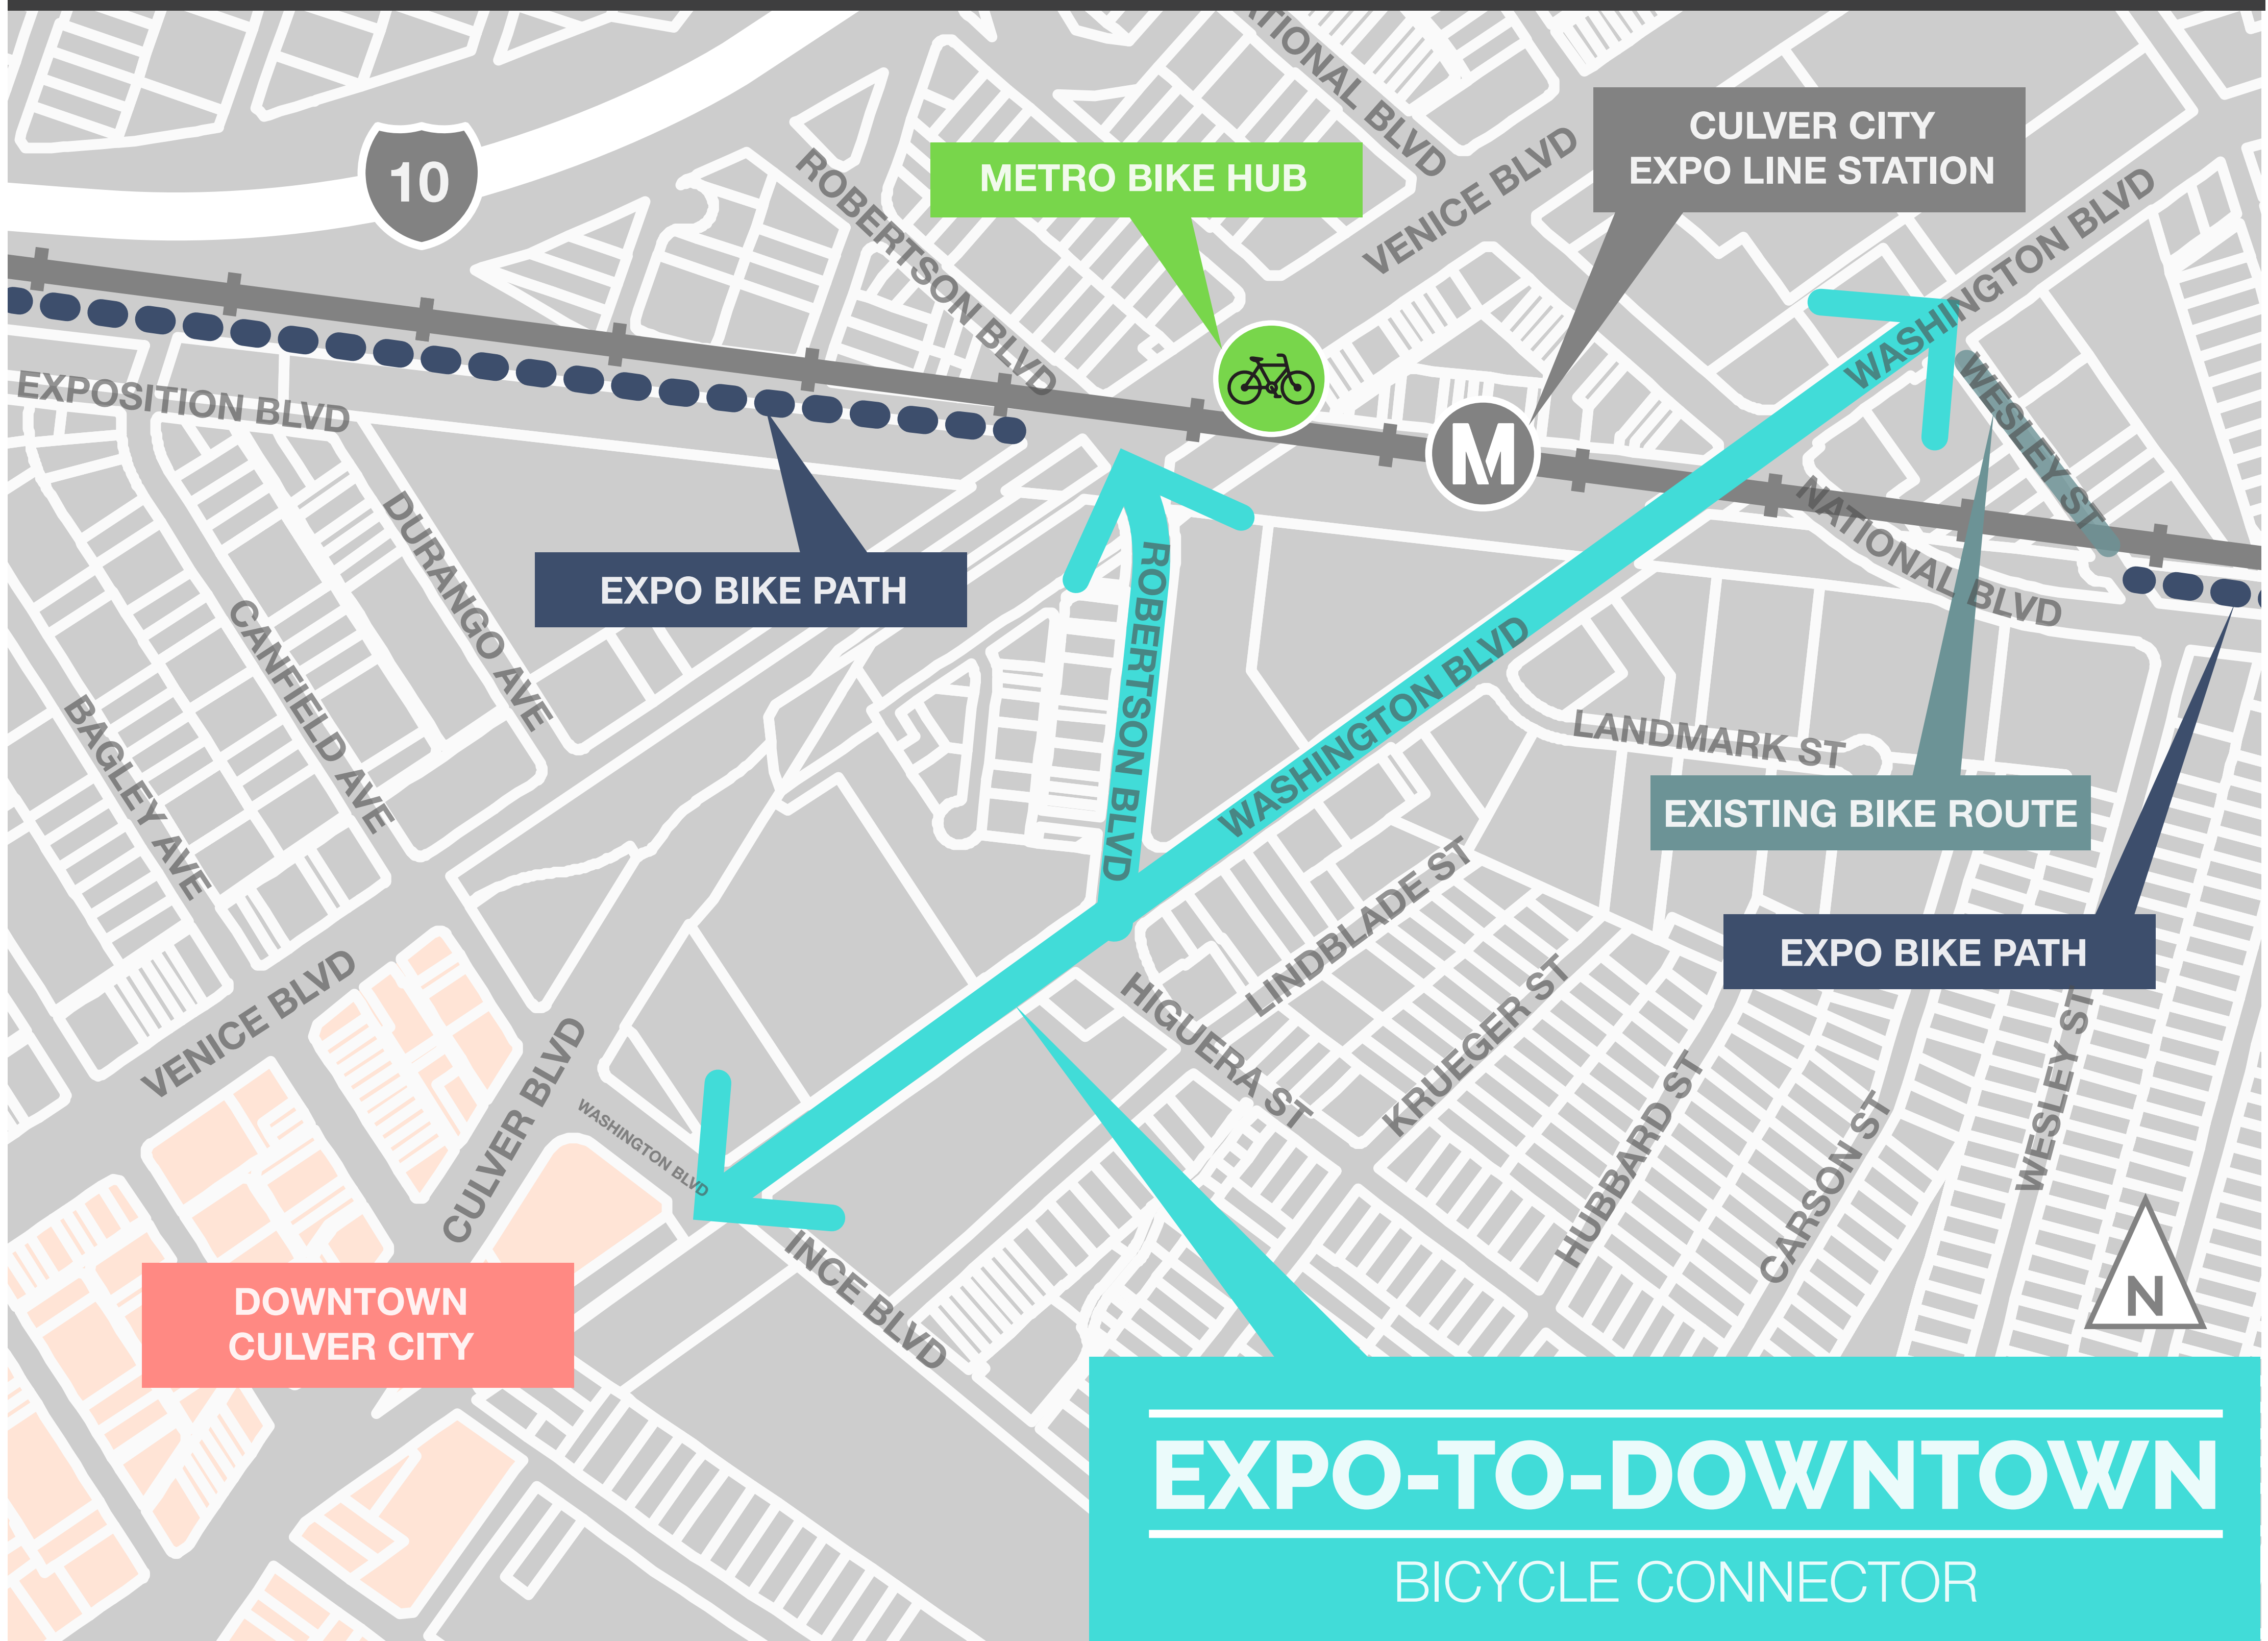 NATIONAL BLVD
10
ROBERTSON BLVD
METRO BIKE HUB
VENICE BLVD
CULVER CITY
EXPO LINE STATION
WASHINGTON BLVD
WESLEY ST
EXPOSITION BLVD
M
NATIONAL BLVD
DURANGO AVE
EXPO BIKE PATH
ROBERTSON BLVD
CANFIELD AVE
BAGLEY AVE
WASHINGTON BLVD
LANDMARK ST
EXISTING BIKE ROUTE
LINDBLADE ST
EXPO BIKE PATH
VENICE BLVD
CULVER BLVD
HIGUERA ST
KRUEGER ST
HUBBARD ST
CARSON ST
WESLEY ST
WASHINGTON BLVD
INCE BLVD
DOWNTOWN
CULVER CITY
N
EXPO-TO-DOWNTOWN
BICYCLE CONNECTOR